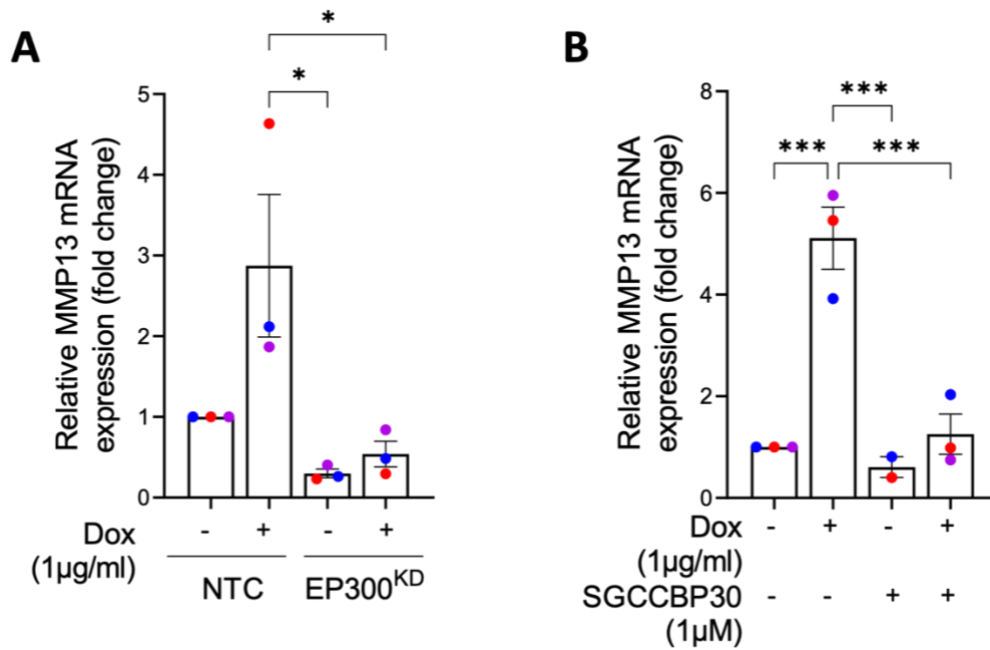 A
Relative MMP13 mRNA
expression (fold change)
5
4
3
2
1
0
*
*
Dox
(1µg/ml)
- + - +
NTC EP300KD
B
Relative MMP13 mRNA
expression (fold change)
8
6
4
2
0
***
*** ***
Dox
(1µg/ml)
- + - +
SGCCBP30
(1µM)
- - + +